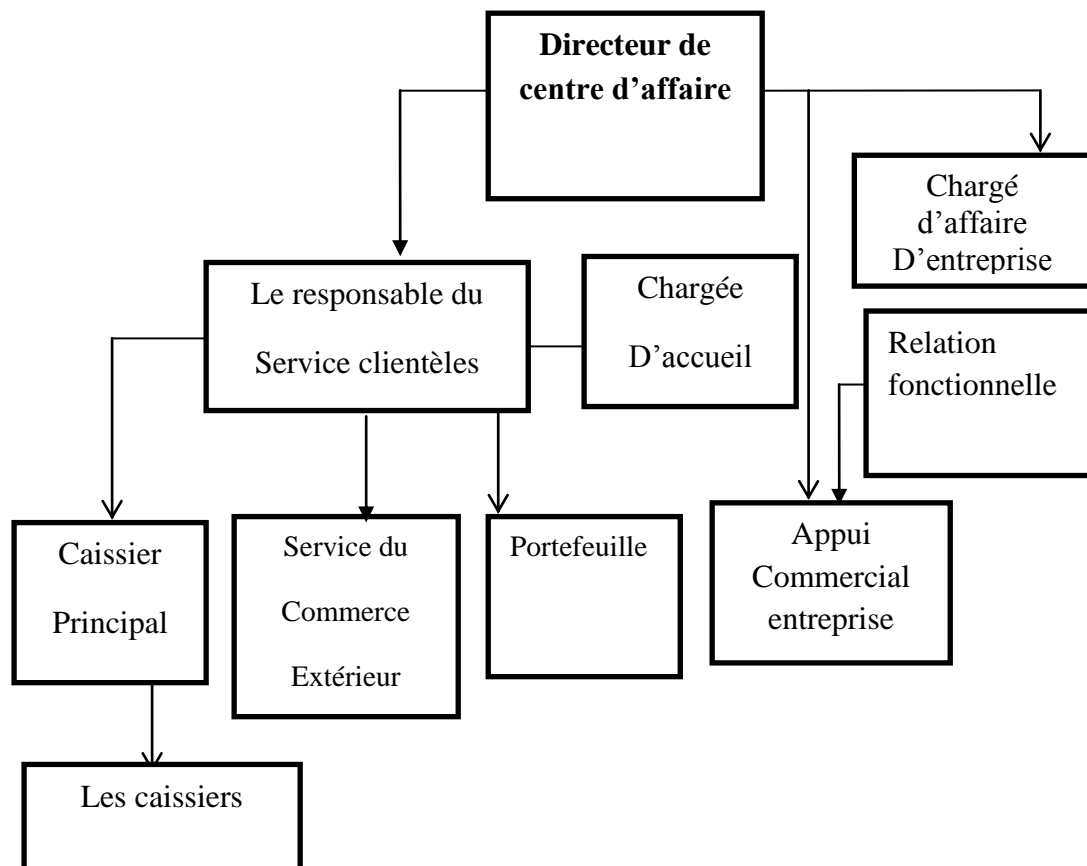 Directeur de
centre d’affaire
Chargé
d’affaire
D’entreprise
Le responsable du
Service clientèles
Chargée
D’accueil
Relation
fonctionnelle
Caissier
Principal
Service du
Commerce
Extérieur
Portefeuille
Appui
Commercial
entreprise
Les caissiers